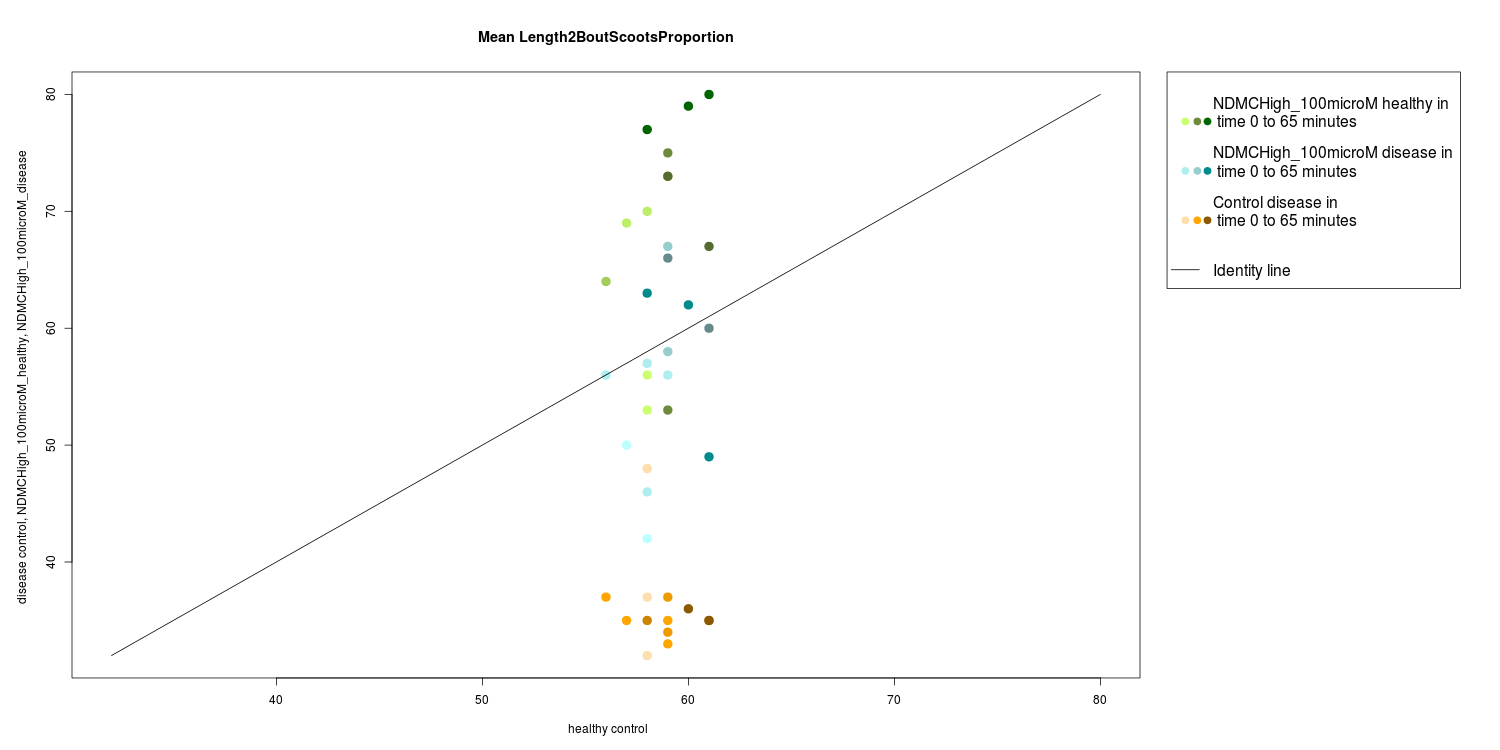 Mean Length2BoutScootsProportion
disease control, NDMCHigh_100microM_healthy, NDMCHigh_100microM_disease
80
70
60
50
40
40
50
60
70
80
healthy control
NDMCHigh_100microM healthy in
time 0 to 65 minutes
NDMCHigh_100microM disease in
time 0 to 65 minutes
Control disease in
time 0 to 65 minutes
Identity line